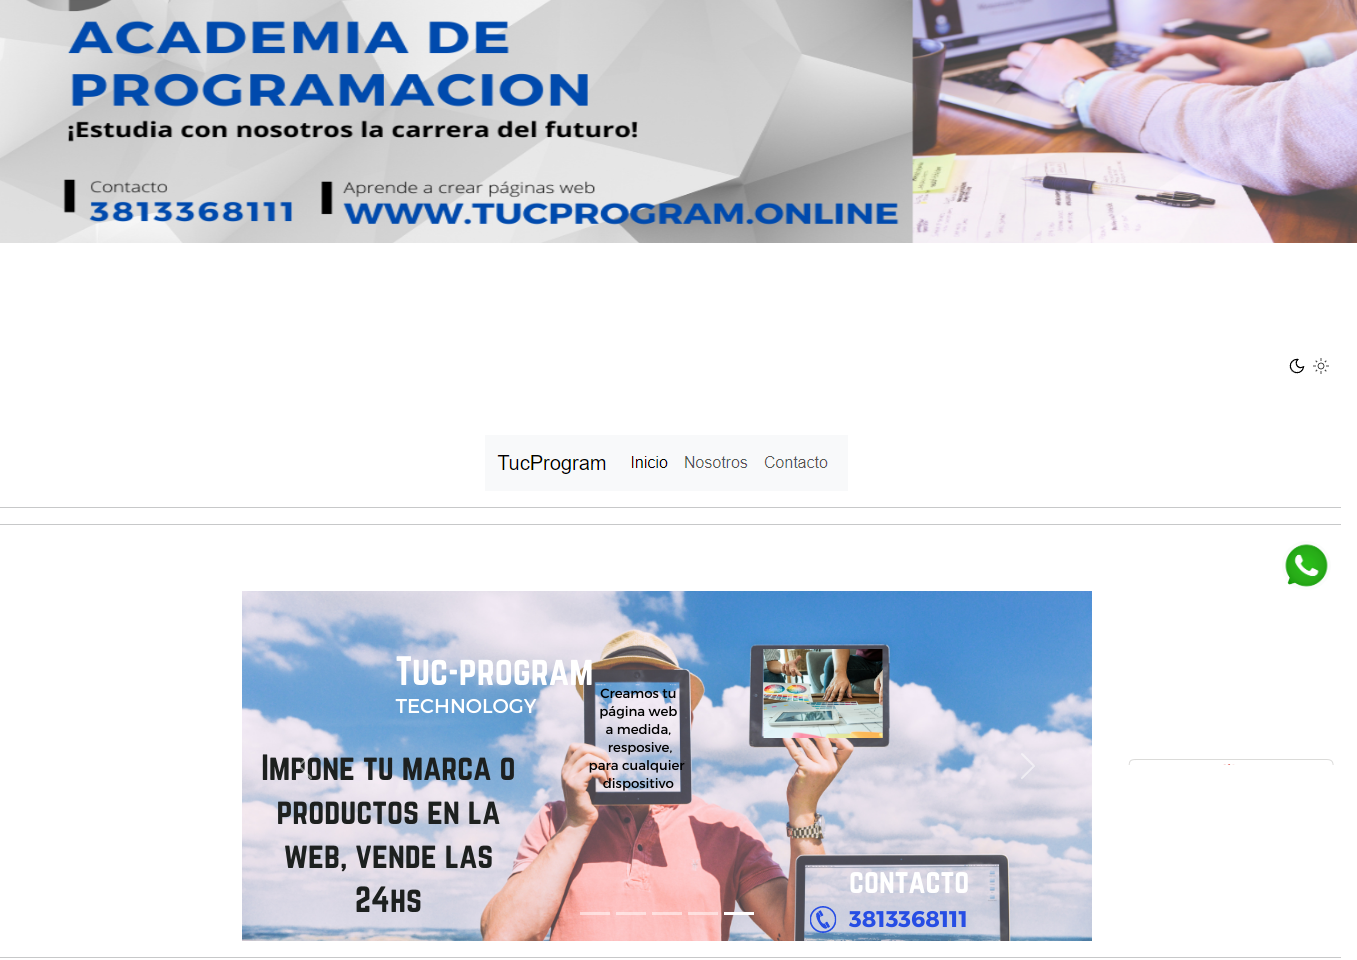 ACADEMIA DE
PROGRAMACION
¡Estudia con nosotros la carrera del futuro!
Contacto
3813368111
Aprende a crear páginas web
WWW.TUCPROGRAM.ONLINE
TucProgram Inicio Nosotros Contacto
Tuc-program
TECHNOLOGY
Impone tu marca o
productos en la
web, vende las
24hs
Creamos tu
página web
a medida,
resposive,
para cualquier
dispositivo
CONTACTO
3813368111